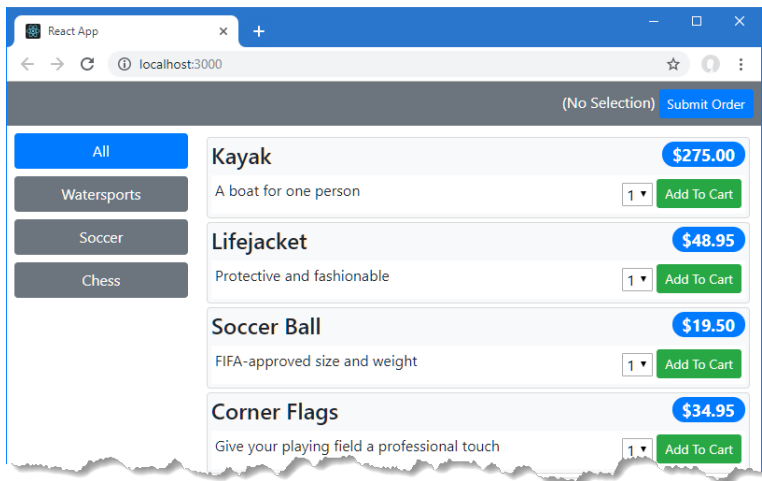 React App
localhost:3000
(No Selection) Submit Order
All
Watersports
Soccer
Chess
Kayak $275.00
A boat for one person 1 Add To Cart
Lifejacket $48.95
Protective and fashionable 1 Add To Cart
Soccer Ball $19.50
FIFA-approved size and weight 1 Add To Cart
Corner Flags $34.95
Give your playing field a professional touch 1 Add To Cart